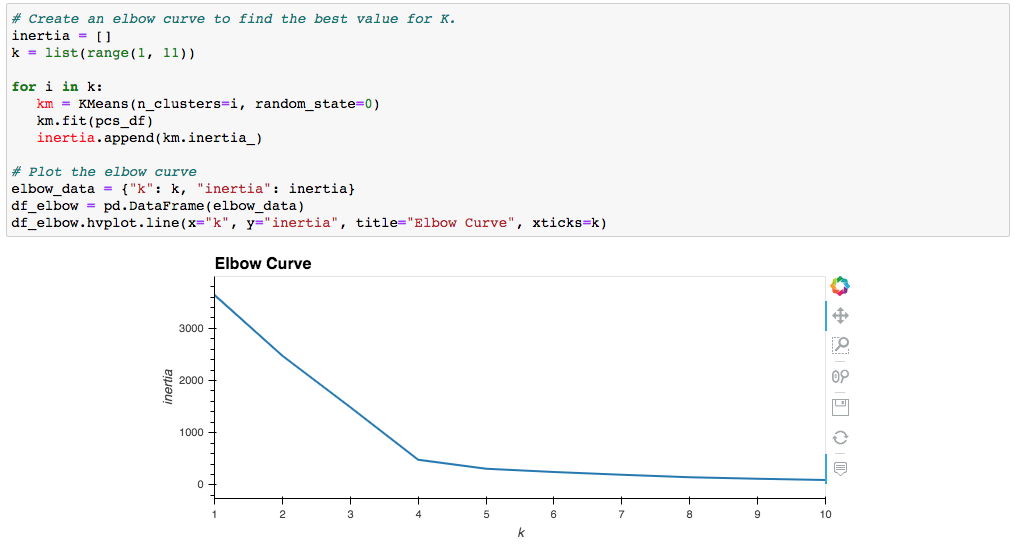 # Create an elbow curve to find the best value for K.
inertia = []
k = list(range(1, 11))
for i in k:
   km = KMeans(n_clusters=i, random_state=0)
   km.fit(pcs_df)
   inertia.append(km.inertia_)
# Plot the elbow curve
elbow_data = {"k": k, "inertia": inertia}
df_elbow = pd.DataFrame(elbow_data)
df_elbow.hvplot.line(x="k", y="inertia", title="Elbow Curve", xticks=k)
Elbow Curve
inertia
3000
2000
1000
0
1 2 3 4 5 6 7 8 9 10
k